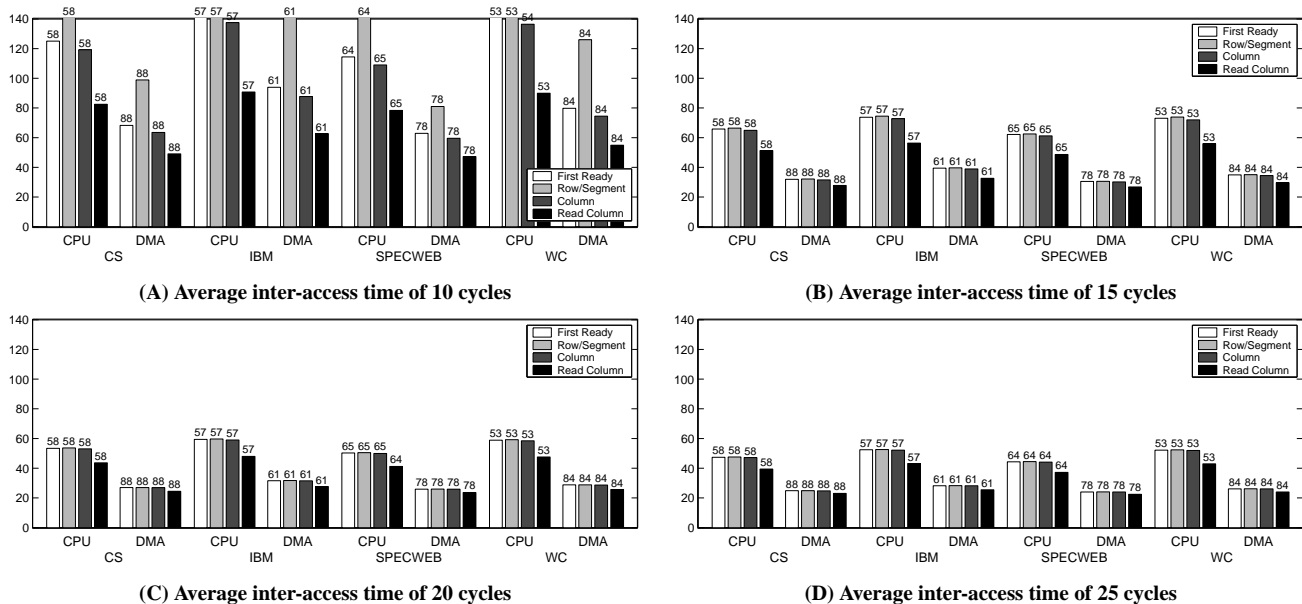 140
120
100
80
60
40
20
0
58 58 58 58 88 88 88 88 57 57 57 57 61 61 61 61 64 64 65 65 78 78 78 78 53 53 54 53 84 84 84 84
First Ready
Row/Segment
Column
Read Column
CPU DMA CPU DMA CPU DMA CPU DMA
CS IBM SPECWEB WC
(A) Average inter-access time of 10 cycles
140
120
100
80
60
40
20
0
58 58 58 58 88 88 88 88 57 57 57 57 61 61 61 61 65 65 65 65 78 78 78 78 53 53 53 53 84 84 84 84
First Ready
Row/Segment
Column
Read Column
CPU DMA CPU DMA CPU DMA CPU DMA
CS IBM SPECWEB WC
(B) Average inter-access time of 15 cycles
140
120
100
80
60
40
20
0
58 58 58 58 88 88 88 88 57 57 57 57 61 61 61 61 65 65 65 64 78 78 78 78 53 53 53 53 84 84 84 84
First Ready
Row/Segment
Column
Read Column
CPU DMA CPU DMA CPU DMA CPU DMA
CS IBM SPECWEB WC
(C) Average inter-access time of 20 cycles
140
120
100
80
60
40
20
0
58 58 58 58 88 88 88 88 57 57 57 57 61 61 61 61 64 64 64 64 78 78 78 78 53 53 53 53 84 84 84 84
First Ready
Row/Segment
Column
Read Column
CPU DMA CPU DMA CPU DMA CPU DMA
CS IBM SPECWEB WC
(D) Average inter-access time of 25 cycles